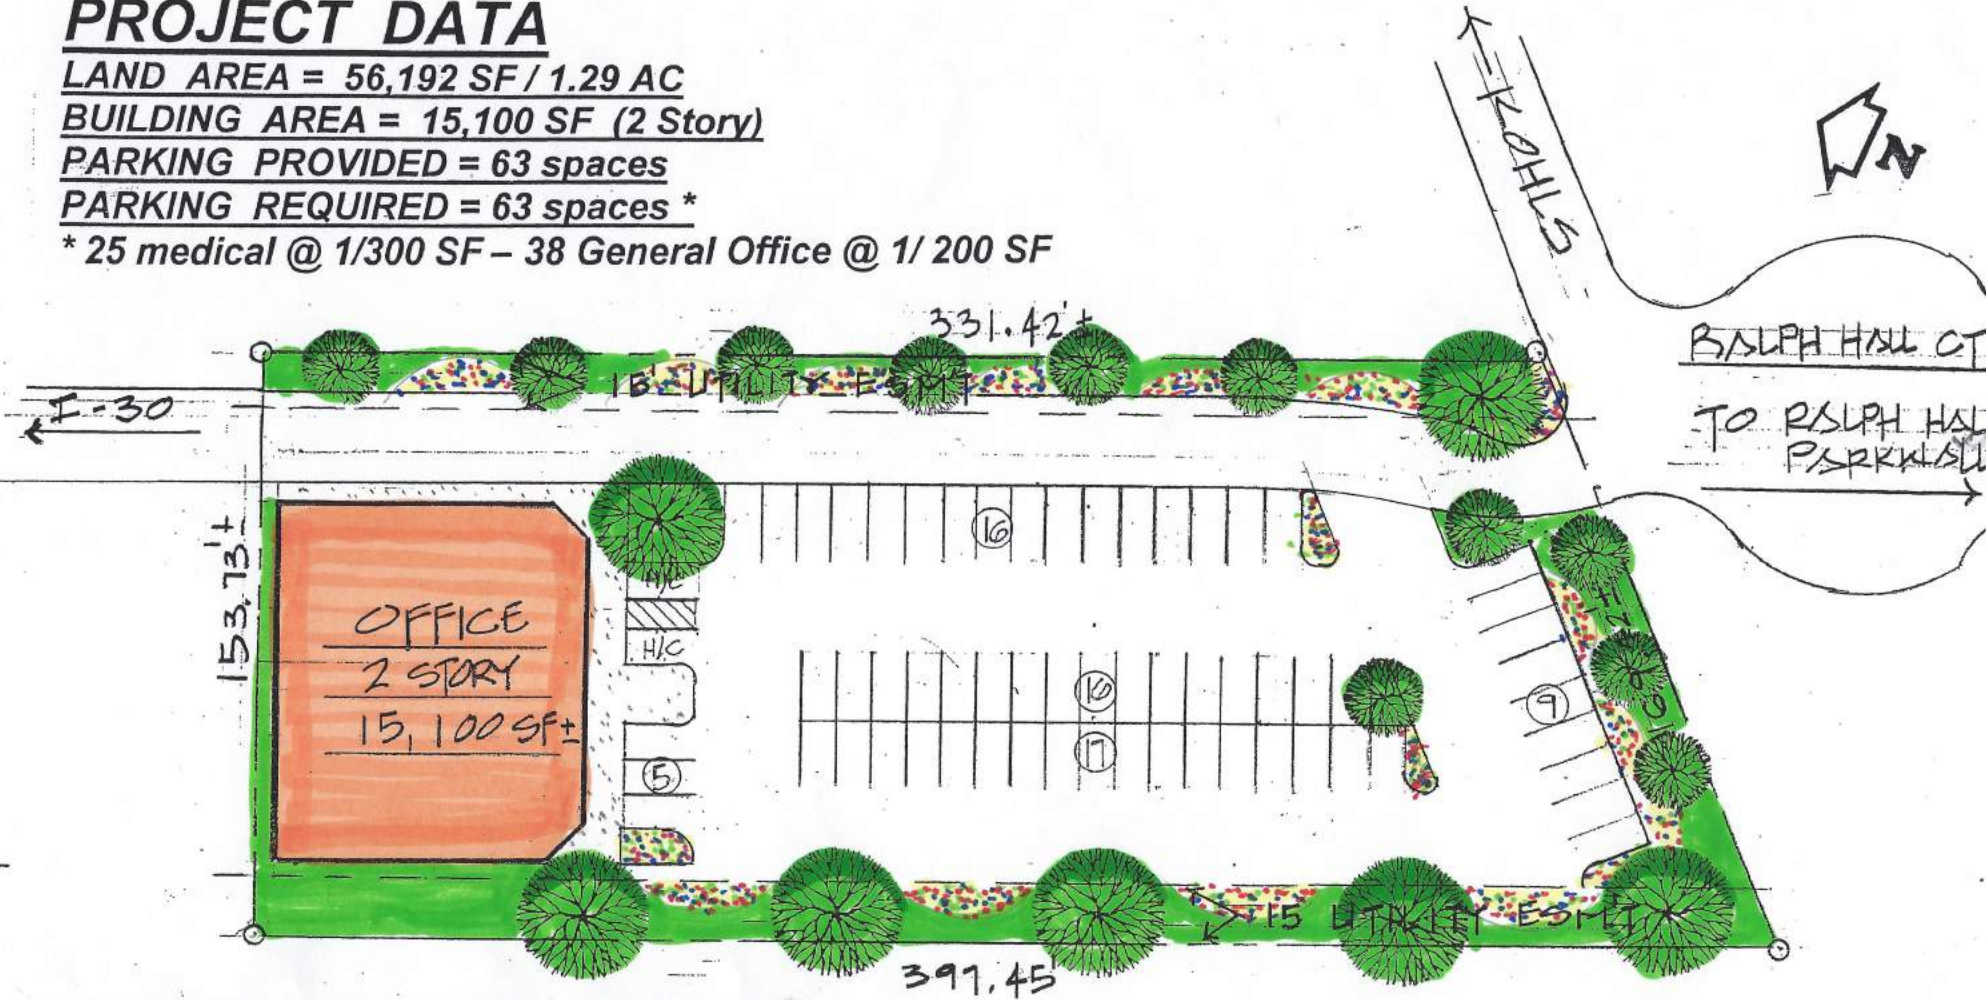 PROJECT DATA
LAND AREA = 56,192 SF / 1.29 AC
BUILDING AREA = 15,100 SF (2 Story)
PARKING PROVIDED = 63 spaces
PARKING REQUIRED = 63 spaces *
* 25 medical @ 1/300 SF – 38 General Office @ 1/ 200 SF
KOHLS
N
331.42'±
RALPH HALL CT
15' UTILITY ESMT
I-30
TO RALPH HAL
PARKWAY
16
153.73'±
H/C
OFFICE
2 STORY
15,100 SF±
H/C
16
17
5
9
15 UTILITY ESM'T
397.45'